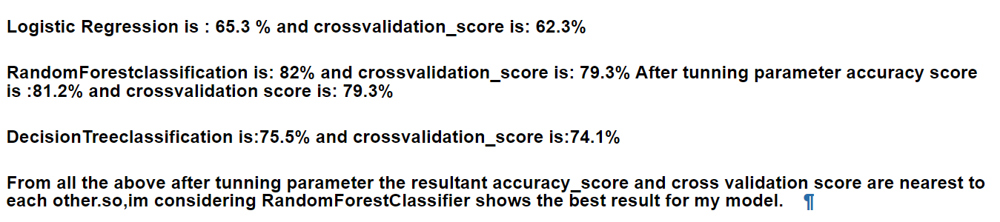 Logistic Regression is : 65.3 % and crossvalidation_score is: 62.3%
RandomForestclassification is: 82% and crossvalidation_score is: 79.3% After tunning parameter accuracy score
is :81.2% and crossvalidation score is: 79.3%
DecisionTreeclassification is:75.5% and crossvalidation_score is:74.1%
From all the above after tunning parameter the resultant accuracy_score and cross validation score are nearest to
each other.so,im considering RandomForestClassifier shows the best result for my model. ¶